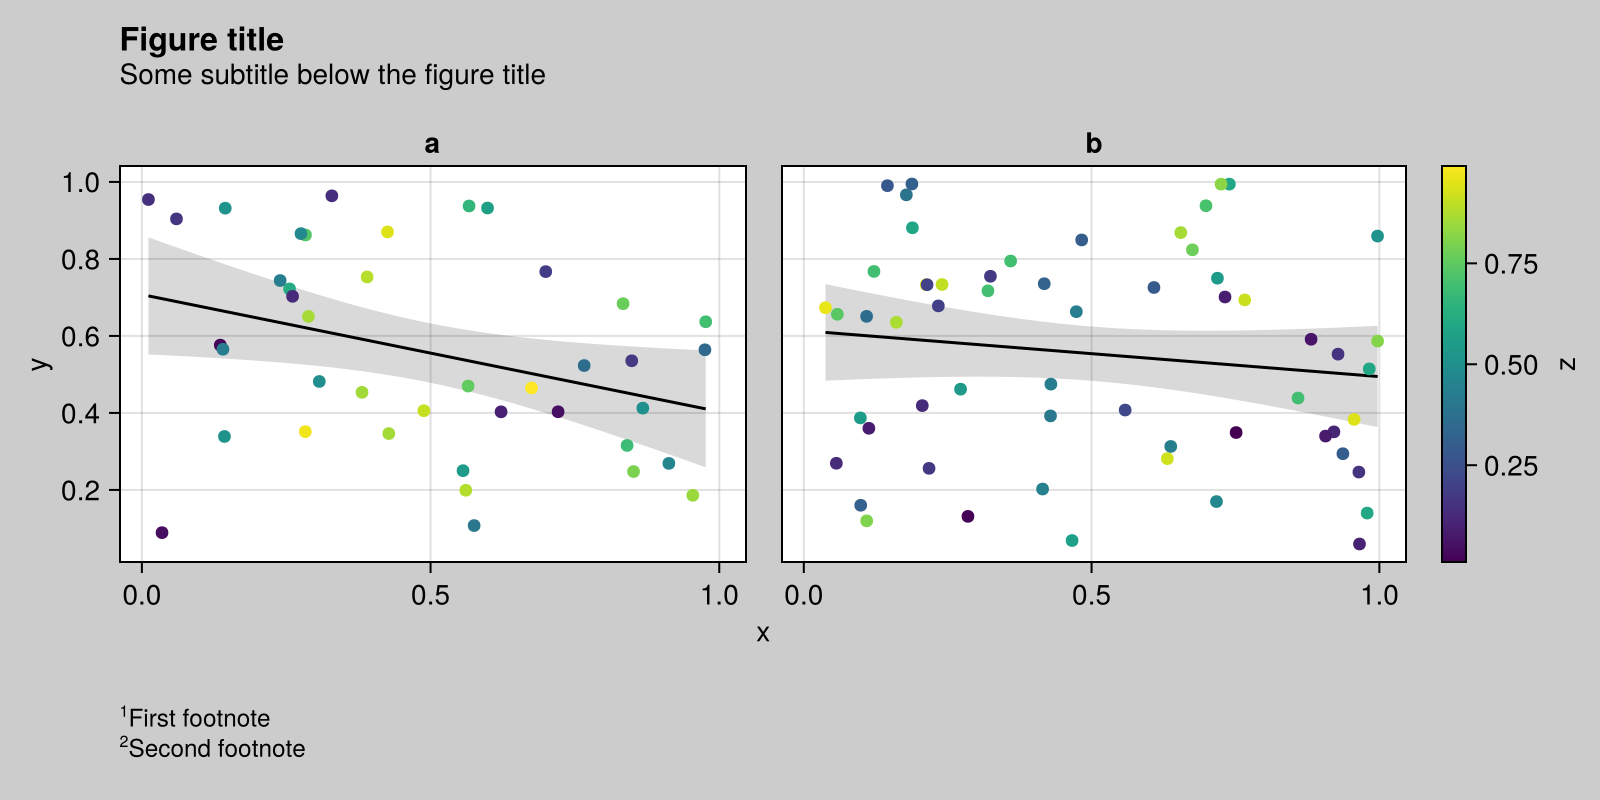 Figure title
Some subtitle below the figure title
a
b
1.0
0.8
0.6
0.4
0.2
y
0.0
0.5
1.0
0.0
0.5
1.0
x
0.75
0.50
0.25
z
1First footnote
2Second footnote